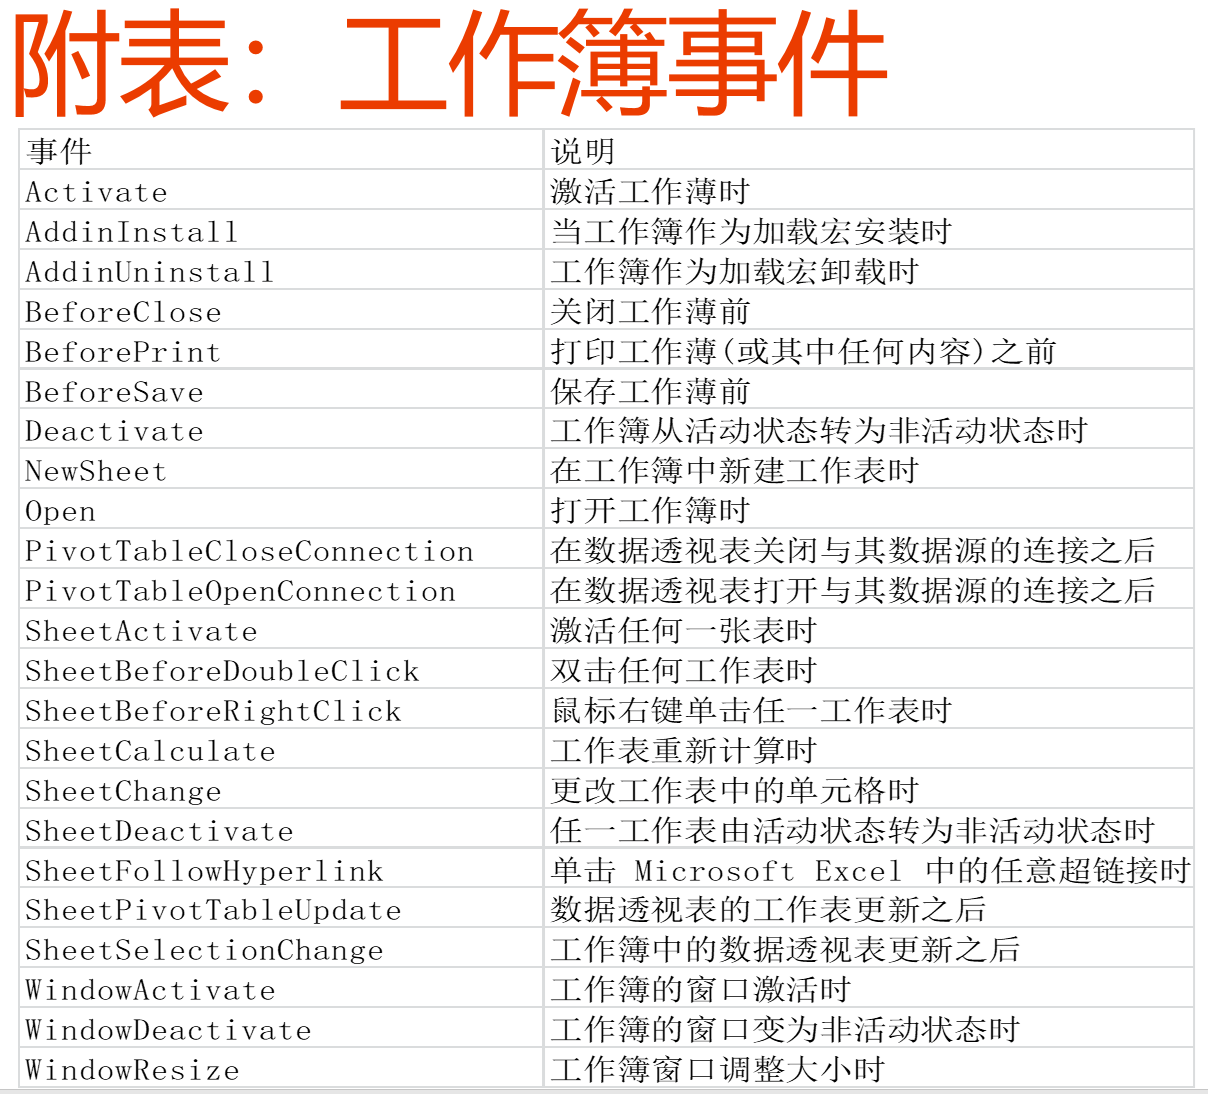 附表：工作簿事件
事件 说明
Activate 激活工作薄时
AddinInstall 当工作簿作为加载宏安装时
AddinUninstall 工作簿作为加载宏卸载时
BeforeClose 关闭工作薄前
BeforePrint 打印工作薄(或其中任何内容)之前
BeforeSave 保存工作薄前
Deactivate 工作簿从活动状态转为非活动状态时
NewSheet 在工作簿中新建工作表时
Open 打开工作簿时
PivotTableCloseConnection 在数据透视表关闭与其数据源的连接之后
PivotTableOpenConnection 在数据透视表打开与其数据源的连接之后
SheetActivate 激活任何一张表时
SheetBeforeDoubleClick 双击任何工作表时
SheetBeforeRightClick 鼠标右键单击任一工作表时
SheetCalculate 工作表重新计算时
SheetChange 更改工作表中的单元格时
SheetDeactivate 任一工作表由活动状态转为非活动状态时
SheetFollowHyperlink 单击 Microsoft Excel 中的任意超链接时
SheetPivotTableUpdate 数据透视表的工作表更新之后
SheetSelectionChange 工作簿中的数据透视表更新之后
WindowActivate 工作簿的窗口激活时
WindowDeactivate 工作簿的窗口变为非活动状态时
WindowResize 工作簿窗口调整大小时